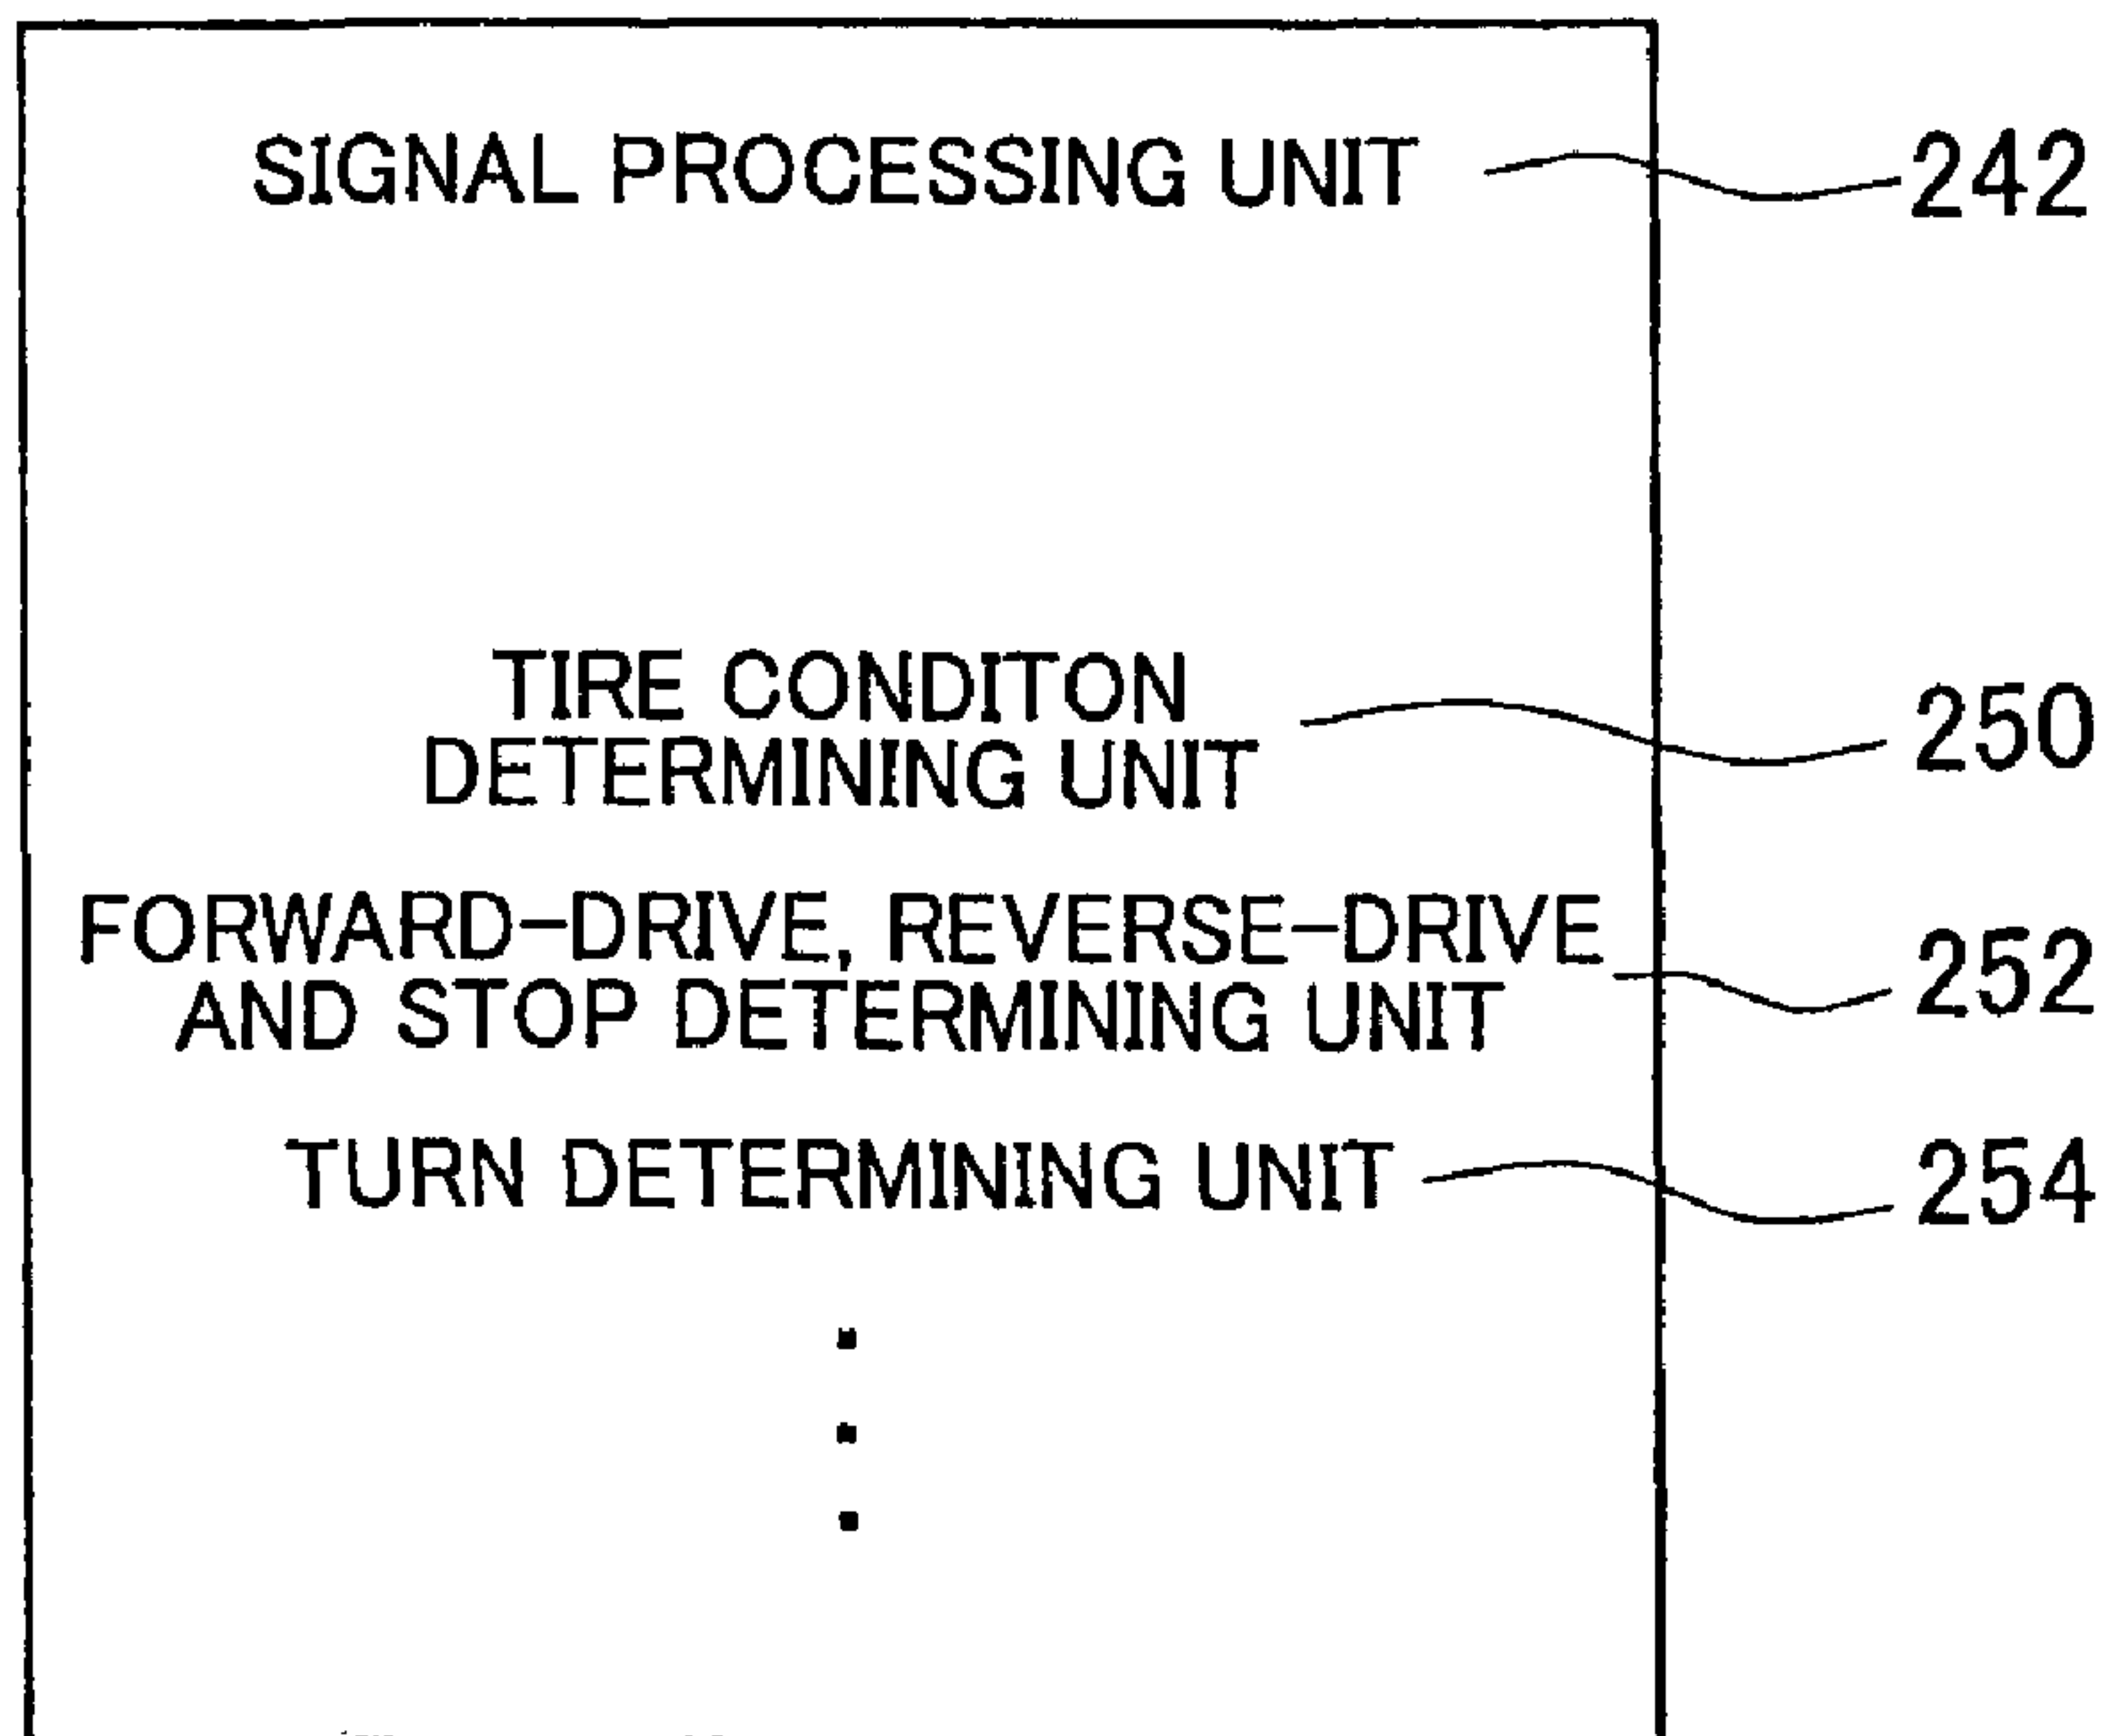 SIGNAL PROCESSING UNIT 242
TIRE CONDITON
DETERMINING UNIT 250
FORWARD-DRIVE, REVERSE-DRIVE
AND STOP DETERMINING UNIT 252
TURN DETERMINING UNIT 254